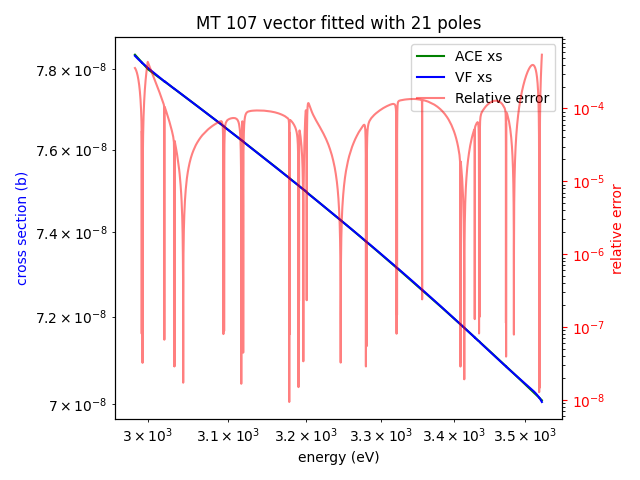 MT 107 vector fitted with 21 poles
ACE xs
VF xs
Relative error
7.8 × 10⁻⁸
7.6 × 10⁻⁸
7.4 × 10⁻⁸
7.2 × 10⁻⁸
7 × 10⁻⁸
cross section (b)
10⁻⁴
10⁻⁵
10⁻⁶
10⁻⁷
10⁻⁸
relative error
3 × 10³ 3.1 × 10³ 3.2 × 10³ 3.3 × 10³ 3.4 × 10³ 3.5 × 10³
energy (eV)